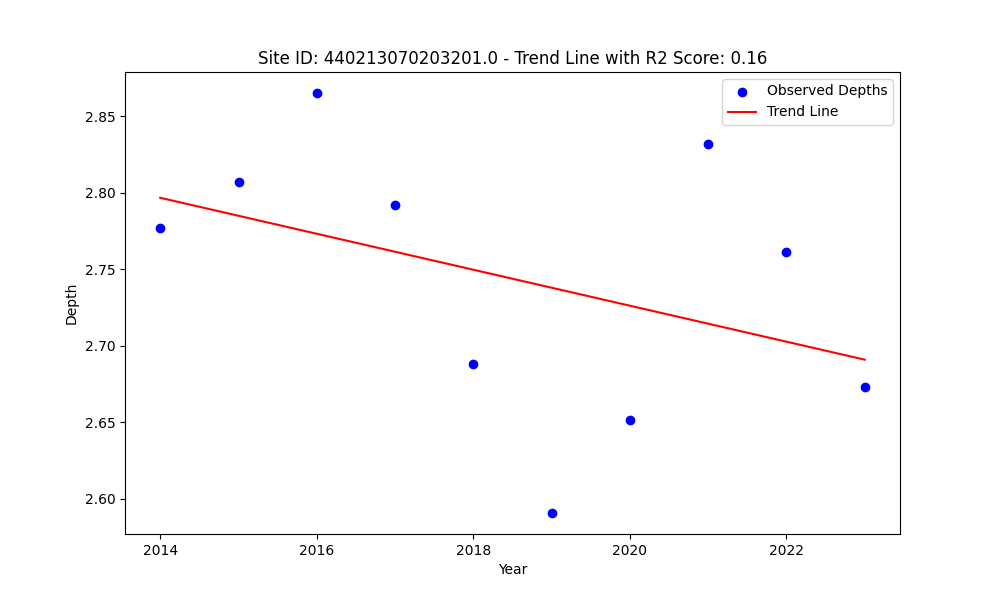 Site ID: 440213070203201.0 - Trend Line with R2 Score: 0.16
Observed Depths
Trend Line
2.85
2.80
2.75
2.70
2.65
2.60
Depth
2014
2016
2018
2020
2022
Year